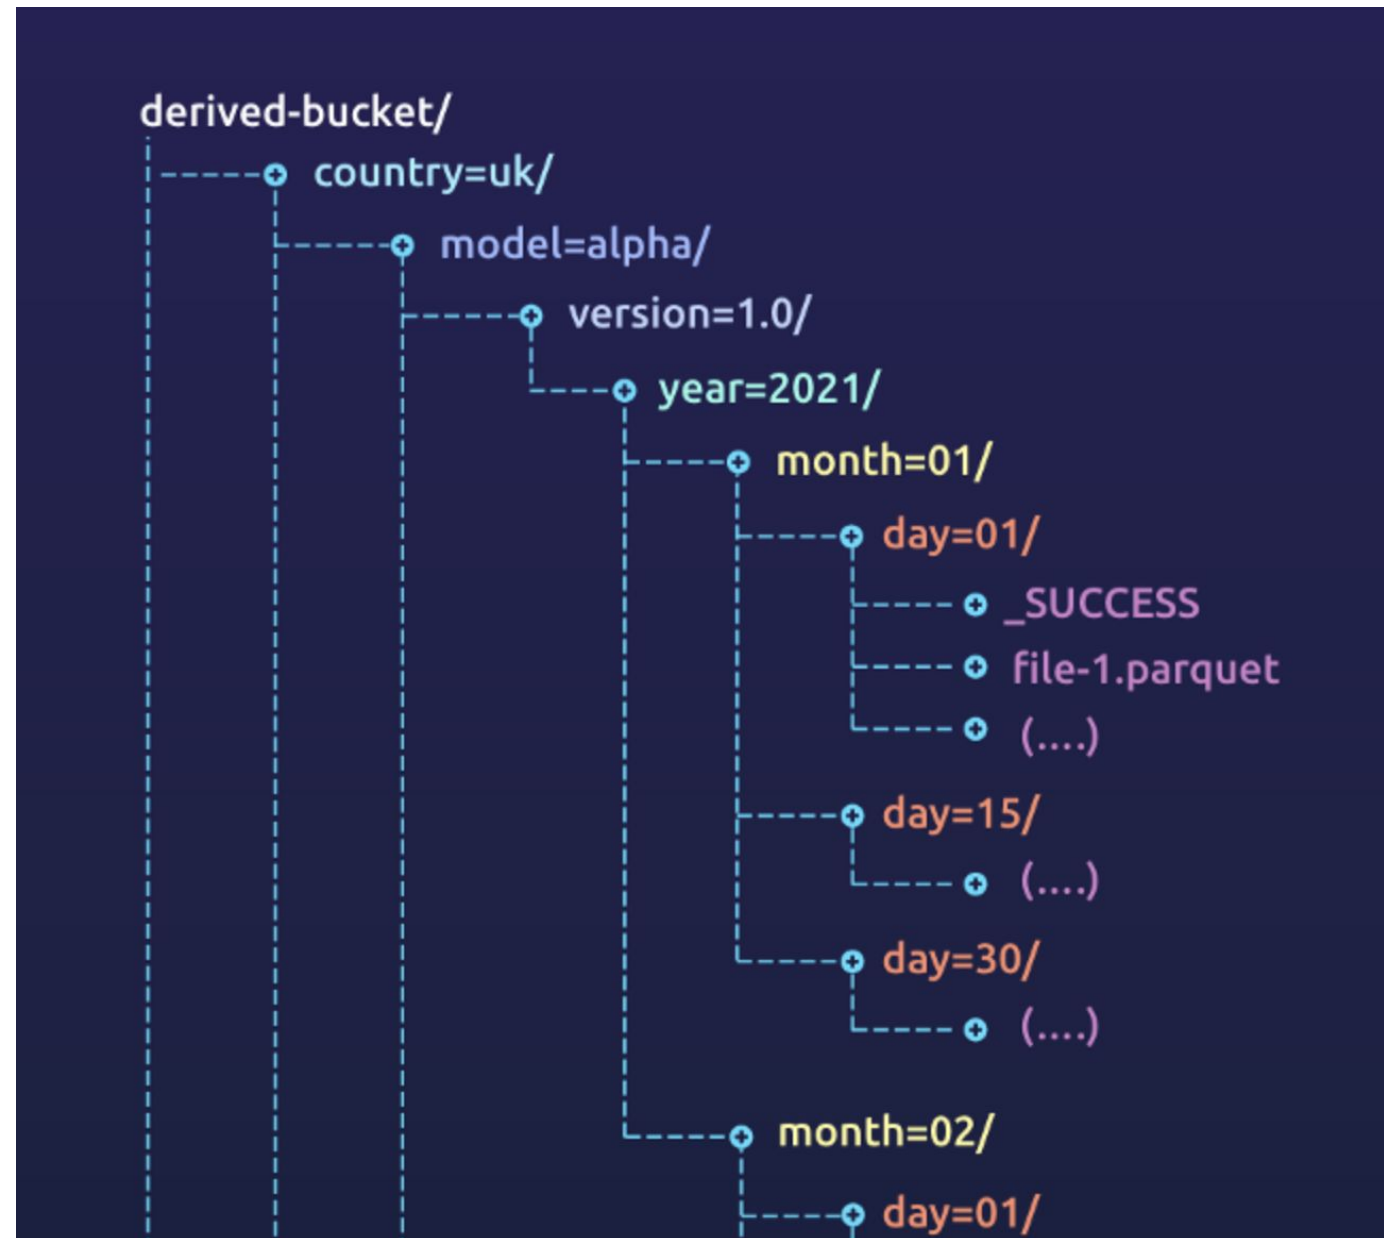 derived-bucket/
country=uk/
model=alpha/
version=1.0/
year=2021/
month=01/
day=01/
_SUCCESS
file-1.parquet
(....)
day=15/
(....)
day=30/
(....)
month=02/
day=01/